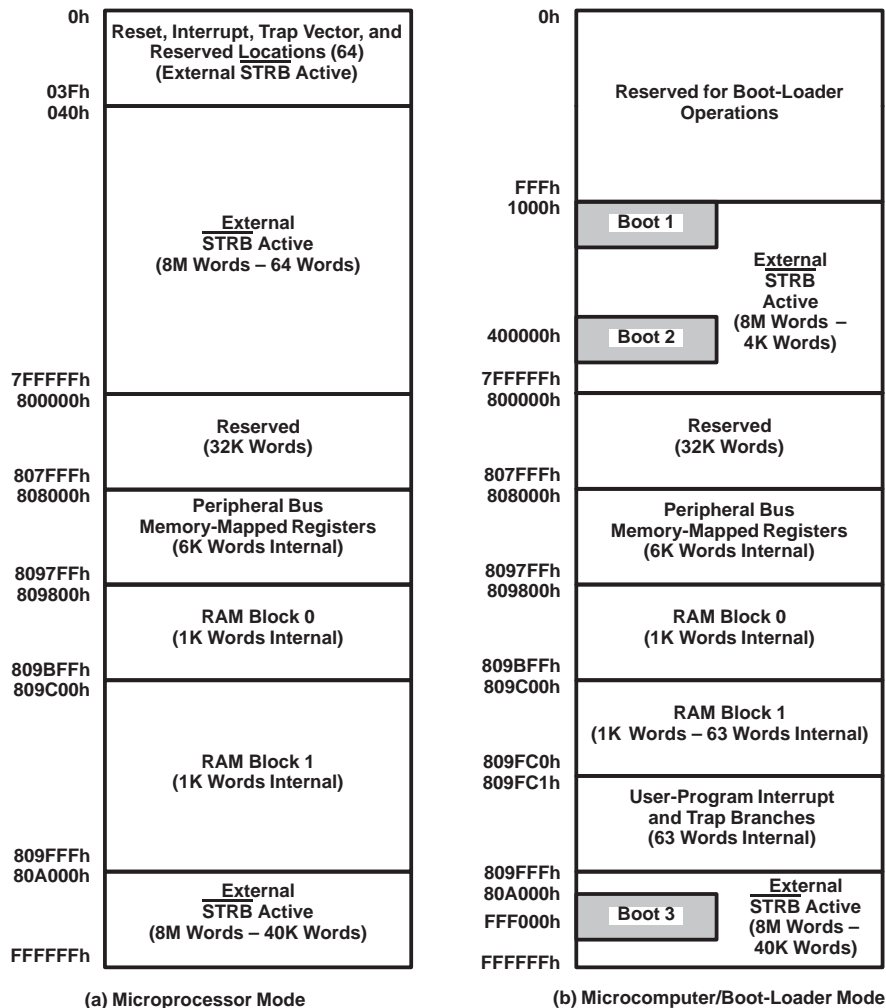 0h
Reset, Interrupt, Trap Vector, and
Reserved Locations (64)
(External STRB Active)
03Fh
040h
External
STRB Active
(8M Words – 64 Words)
7FFFFFh
800000h
Reserved
(32K Words)
807FFFh
808000h
Peripheral Bus
Memory-Mapped Registers
(6K Words Internal)
8097FFh
809800h
RAM Block 0
(1K Words Internal)
809BFFh
809C00h
RAM Block 1
(1K Words Internal)
809FFFh
80A000h
External
STRB Active
(8M Words – 40K Words)
FFFFFFh
(a) Microprocessor Mode
0h
Reserved for Boot-Loader
Operations
FFFh
1000h
Boot 1
External
STRB
Active
(8M Words –
4K Words)
400000h
Boot 2
7FFFFFh
800000h
Reserved
(32K Words)
807FFFh
808000h
Peripheral Bus
Memory-Mapped Registers
(6K Words Internal)
8097FFh
809800h
RAM Block 0
(1K Words Internal)
809BFFh
809C00h
RAM Block 1
(1K Words – 63 Words Internal)
809FC0h
809FC1h
User-Program Interrupt
and Trap Branches
(63 Words Internal)
809FFFh
80A000h
External
STRB Active
(8M Words –
40K Words)
Boot 3
FFF000h
FFFFFFh
(b) Microcomputer/Boot-Loader Mode